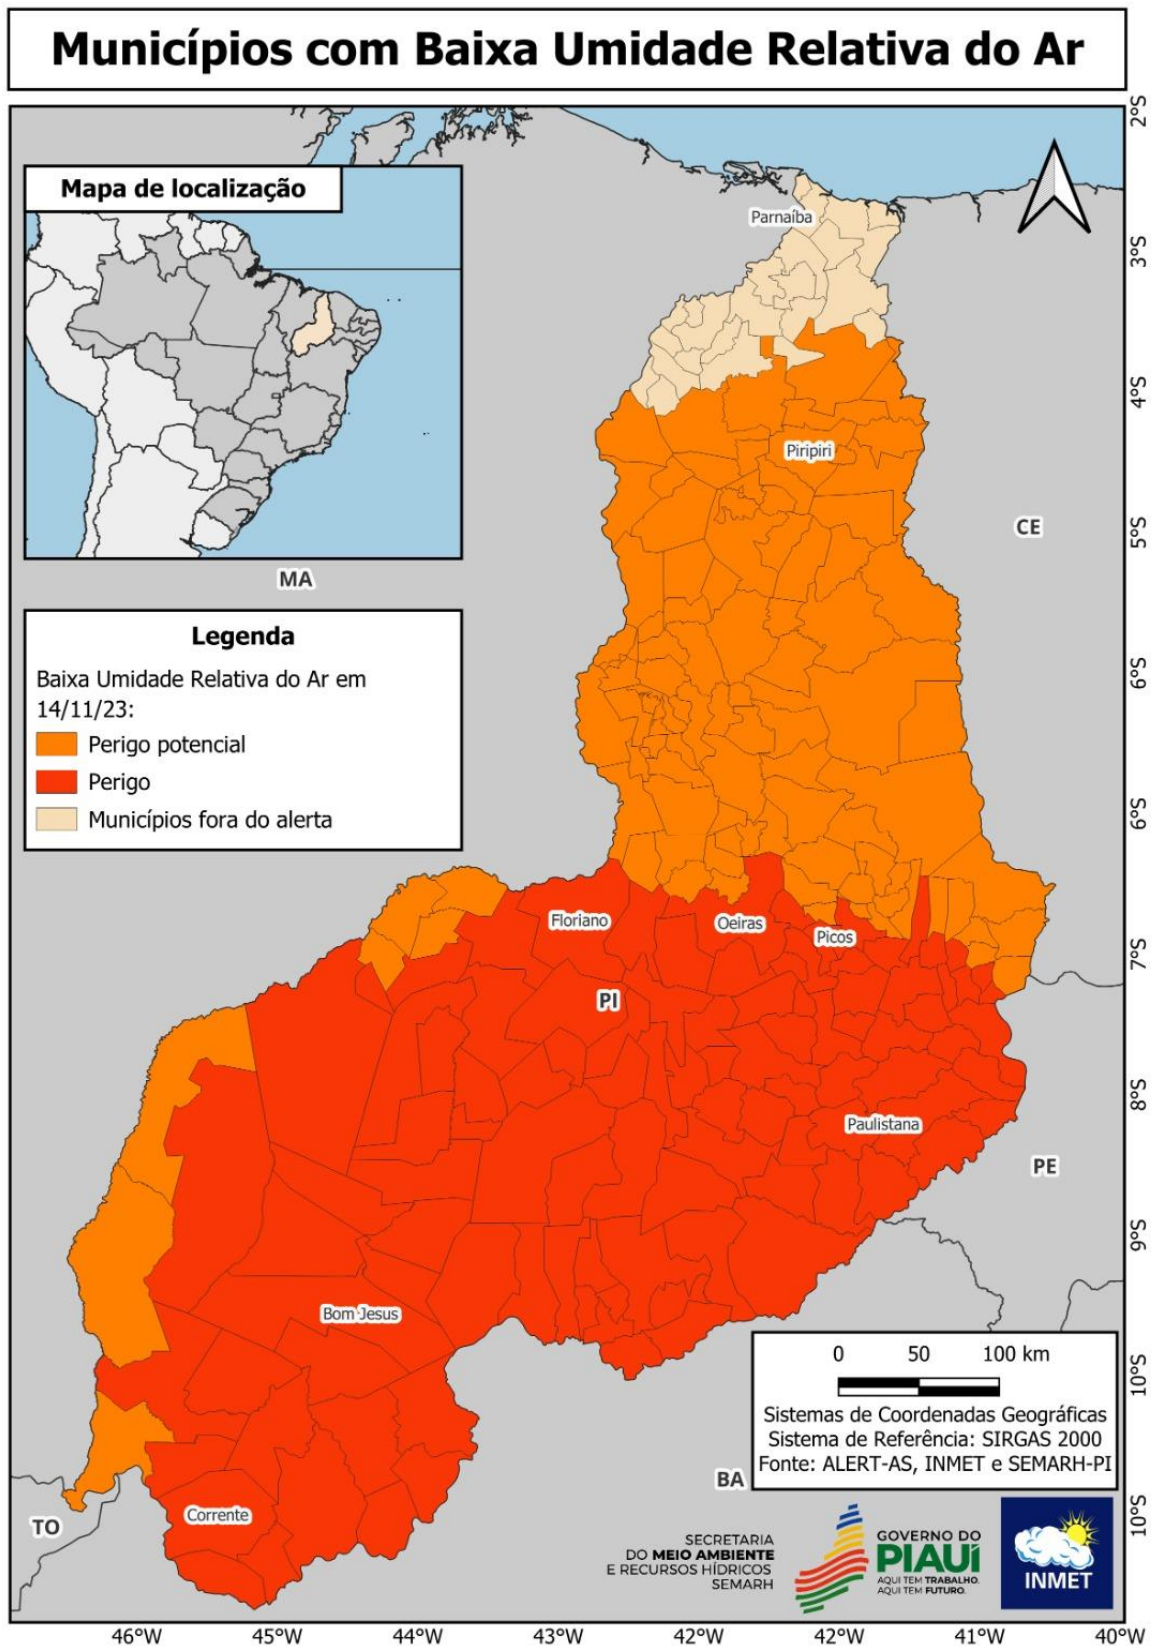 Municípios com Baixa Umidade Relativa do Ar
Mapa de localização
2°S
3°S
4°S
5°S
6°S
6°S
7°S
8°S
9°S
10°S
10°S
Parnaíba
Piripiri
CE
MA
Legenda
Baixa Umidade Relativa do Ar em
14/11/23:
Perigo potencial
Perigo
Municípios fora do alerta
Floriano
Oeiras
Picos
PI
Paulistana
PE
Bom Jesus
Corrente
TO
BA
0 50 100 km
Sistemas de Coordenadas Geográficas
Sistema de Referência: SIRGAS 2000
Fonte: ALERT-AS, INMET e SEMARH-PI
SECRETARIA
DO MEIO AMBIENTE
E RECURSOS HÍDRICOS
SEMARH
GOVERNO DO
PIAUÍ
AQUI TEM TRABALHO.
AQUI TEM FUTURO.
INMET
46°W 45°W 44°W 43°W 42°W 42°W 41°W 40°W